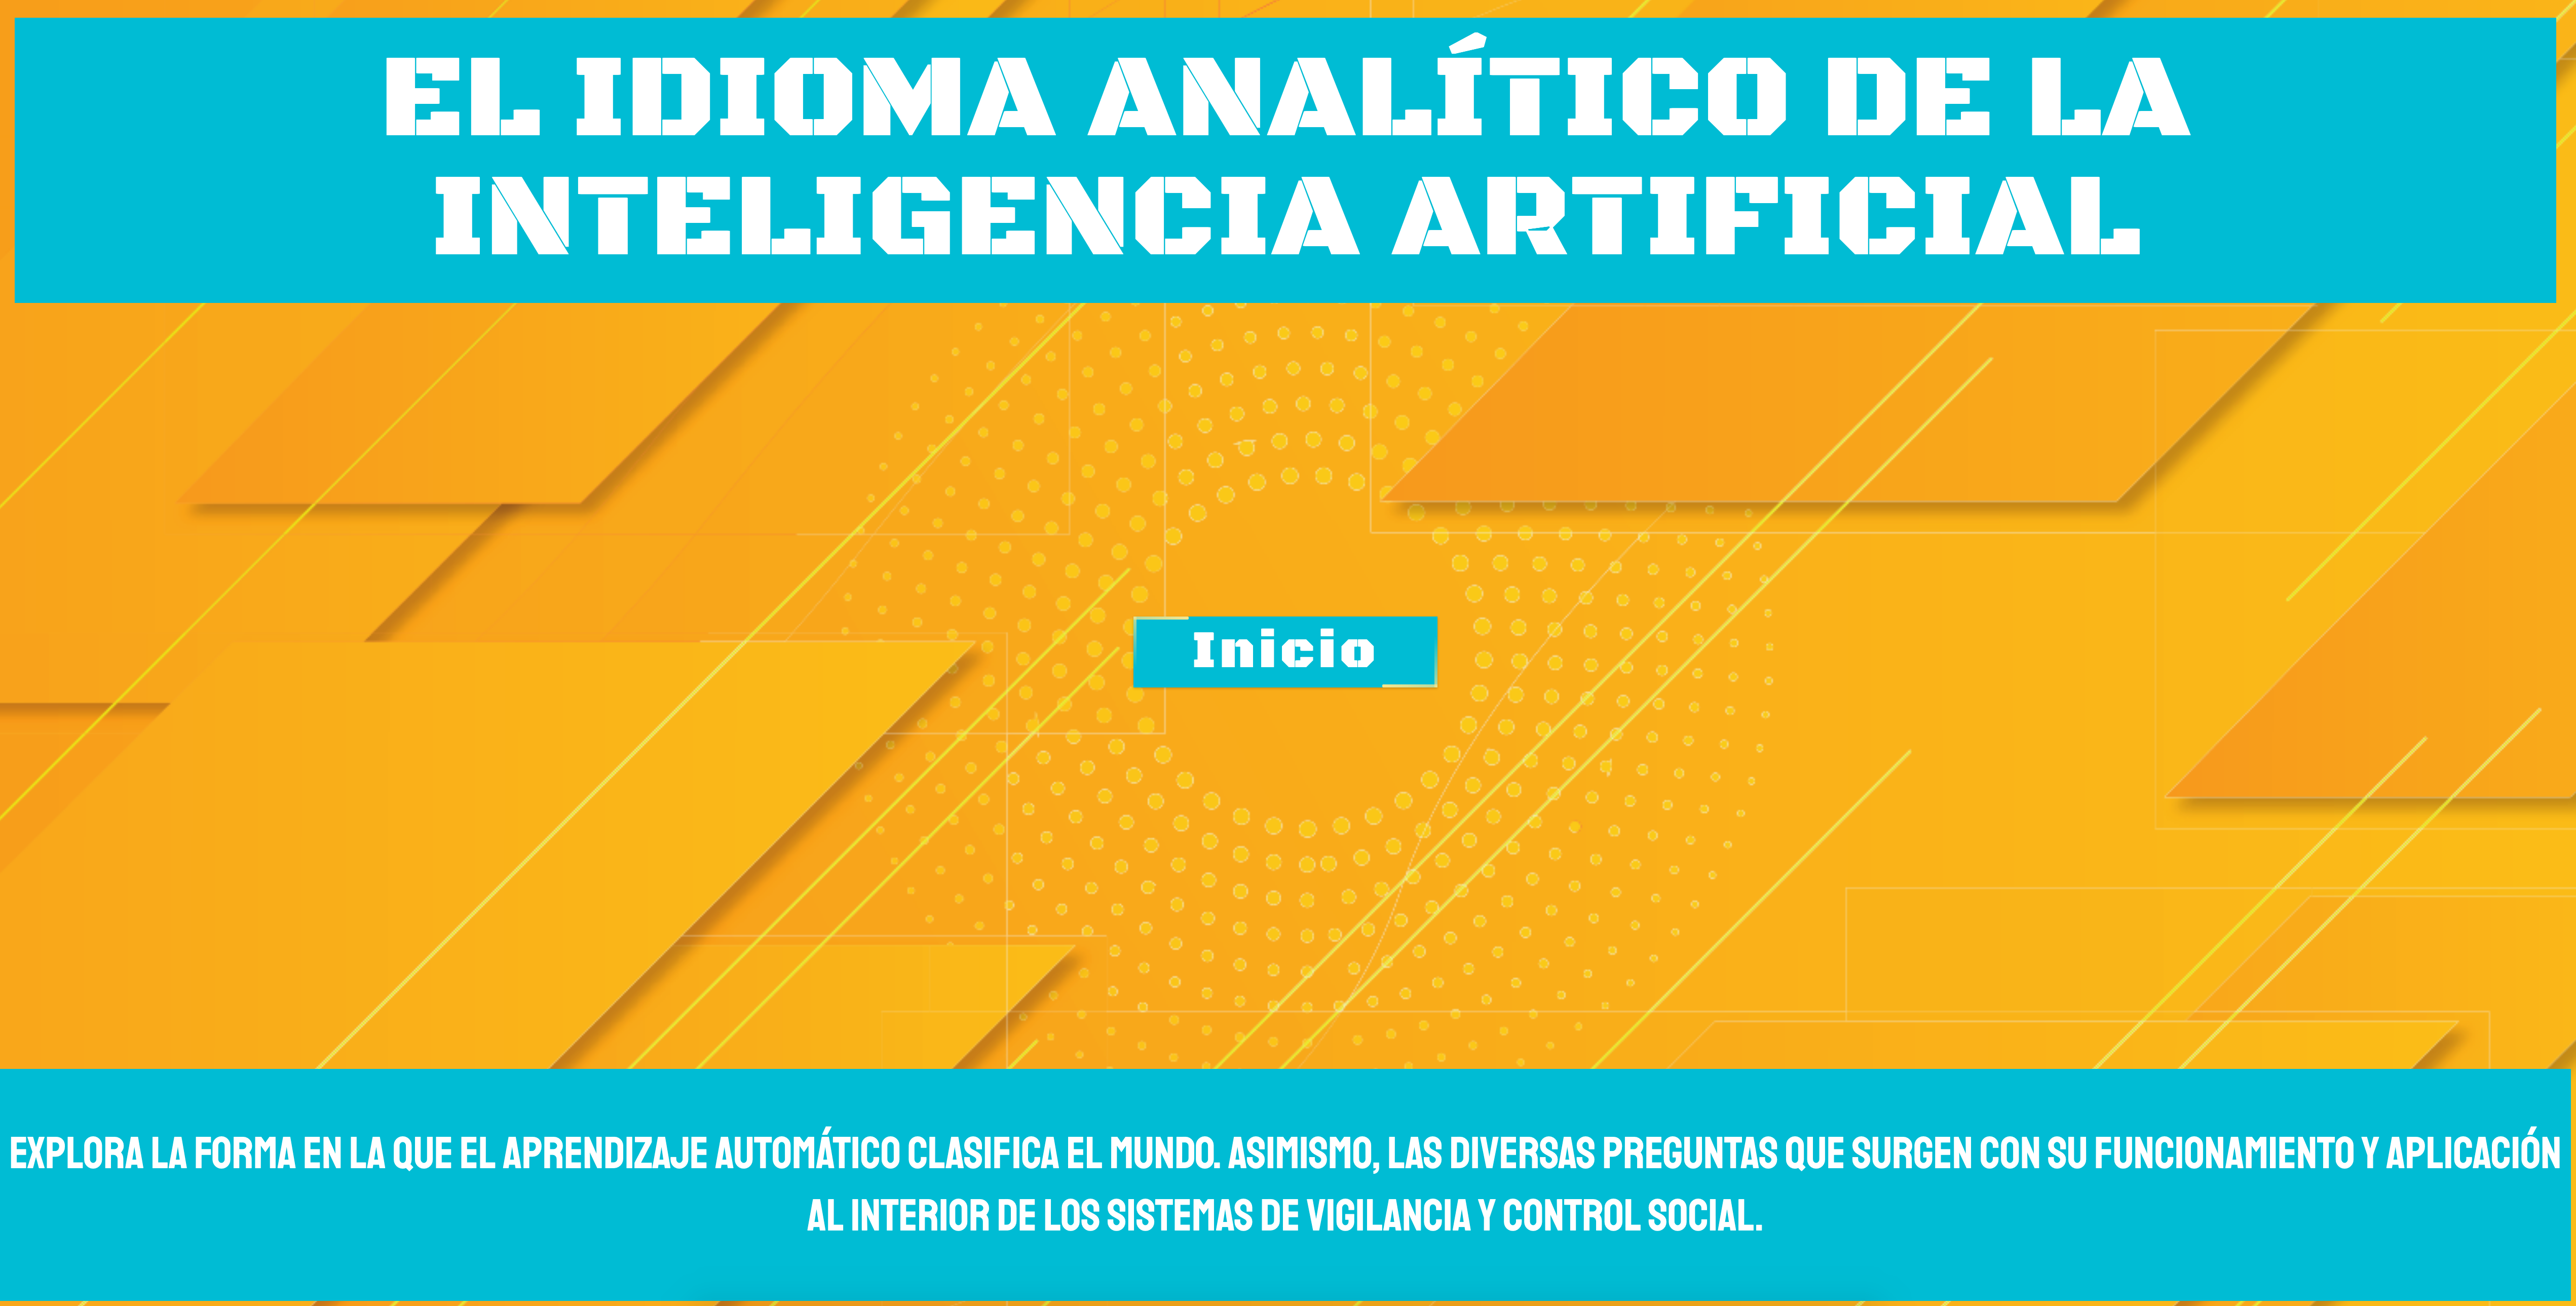 EL IDIOMA ANALÍTICO DE LA
INTELIGENCIA ARTIFICIAL
Inicio
EXPLORA LA FORMA EN LA QUE EL APRENDIZAJE AUTOMÁTICO CLASIFICA EL MUNDO. ASIMISMO, LAS DIVERSAS PREGUNTAS QUE SURGEN CON SU FUNCIONAMIENTO Y APLICACIÓN
AL INTERIOR DE LOS SISTEMAS DE VIGILANCIA Y CONTROL SOCIAL.